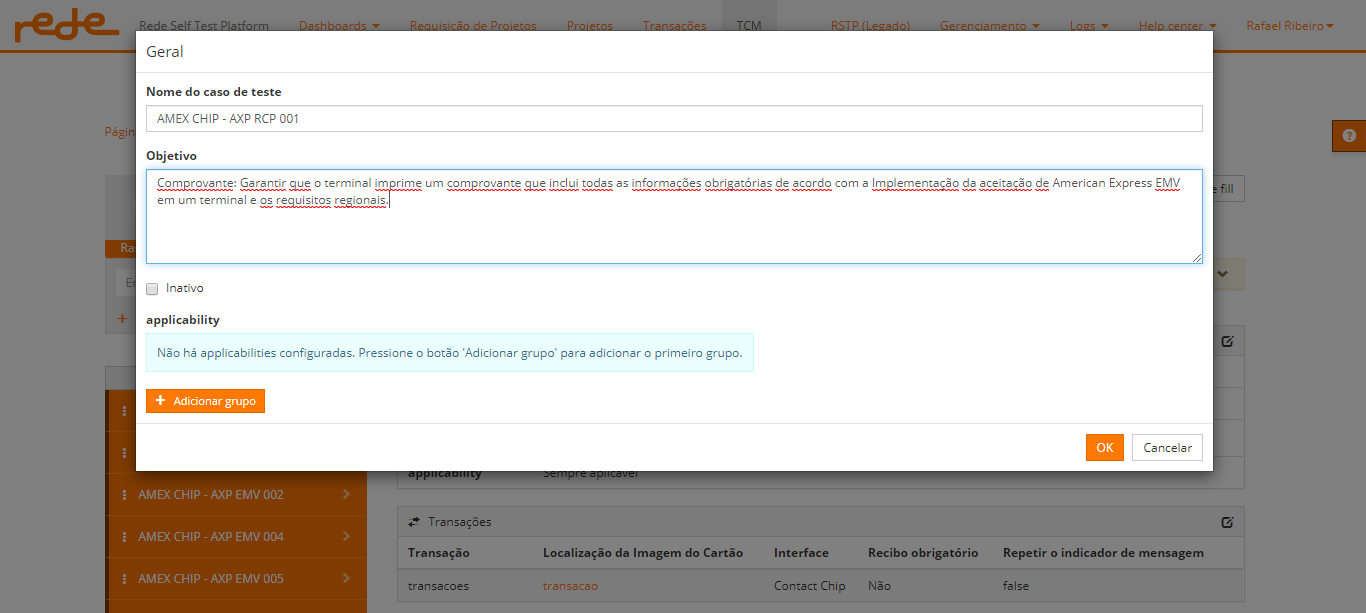 rede
Rede Self Test Platform Dashboards Requisição de Projetos Projetos Transações TCM RSTP (Legado) Gerenciamento Logs Help center Rafael Ribeiro
Geral
Nome do caso de teste
AMEX CHIP - AXP RCP 001
Objetivo
Comprovante: Garantir que o terminal imprime um comprovante que inclui todas as informações obrigatórias de acordo com a Implementação da aceitação de American Express EMV
em um terminal e os requisitos regionais.
fill
Inativo
applicability
Não há applicabilities configuradas. Pressione o botão 'Adicionar grupo' para adicionar o primeiro grupo.
+ Adicionar grupo
OK Cancelar
applicability Sempre aplicável
AMEX CHIP - AXP EMV 002
AMEX CHIP - AXP EMV 004
AMEX CHIP - AXP EMV 005
Transações
Transação Localização da Imagem do Cartão Interface Recibo obrigatório Repetir o indicador de mensagem
transacoes transacao Contact Chip Não false